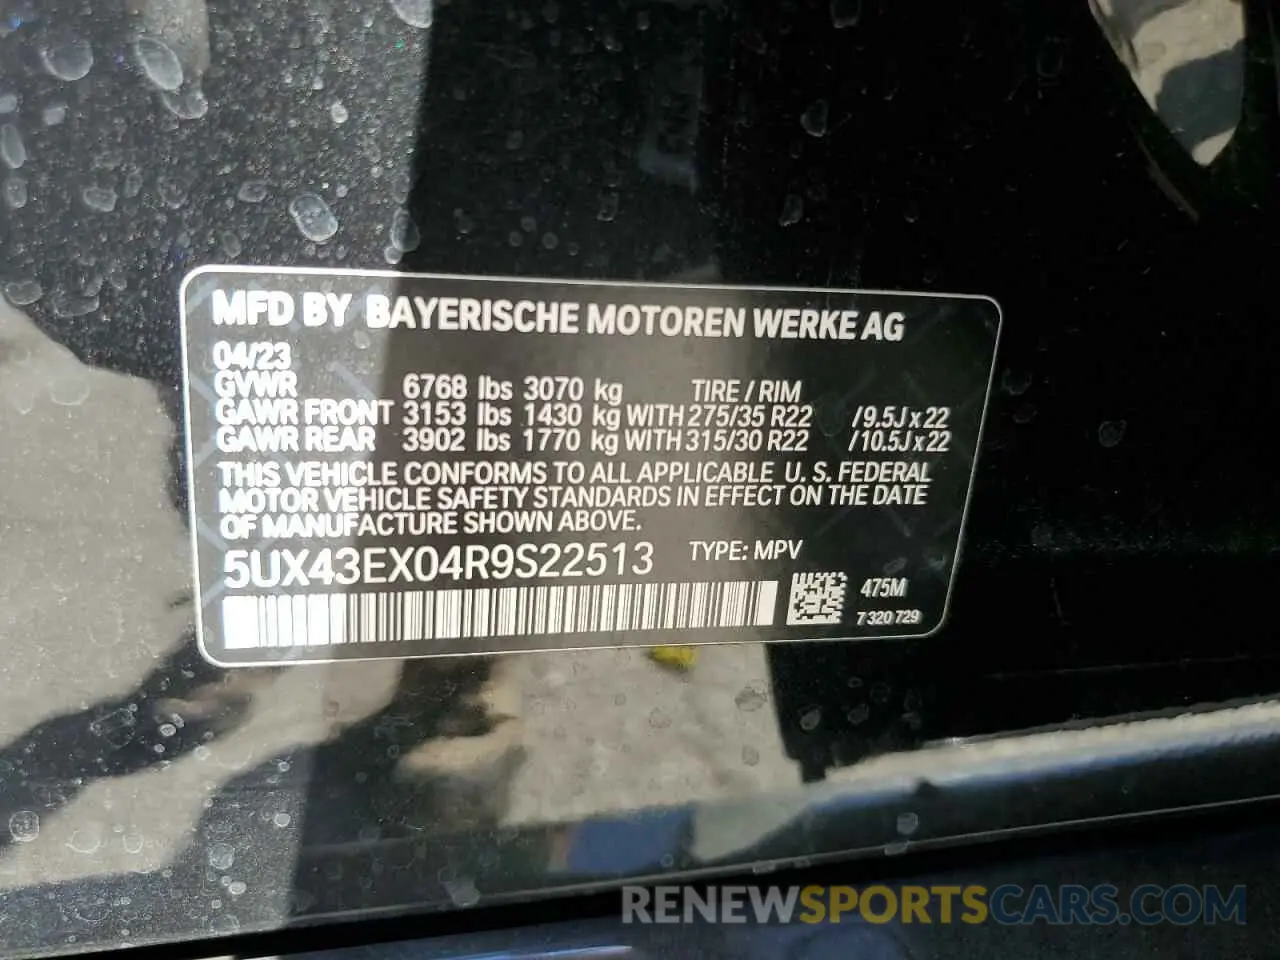 MFD BY BAYERISCHE MOTOREN WERKE AG
04/23
GVWR 6768 lbs 3070 kg TIRE / RIM
GAWR FRONT 3153 lbs 1430 kg WITH 275/35 R22 /9.5J x 22
GAWR REAR 3902 lbs 1770 kg WITH 315/30 R22 /10.5J x 22
THIS VEHICLE CONFORMS TO ALL APPLICABLE U. S. FEDERAL
MOTOR VEHICLE SAFETY STANDARDS IN EFFECT ON THE DATE
OF MANUFACTURE SHOWN ABOVE.
5UX43EX04R9S22513 TYPE: MPV
475M
7 320 729
RENEWSPORTSCARS.COM